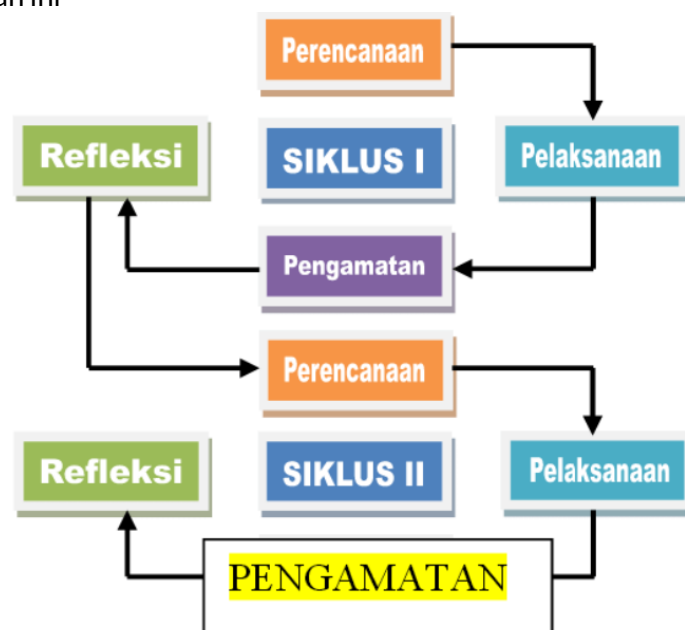 Perencanaan
Refleksi
SIKLUS I
Pelaksanaan
Pengamatan
Perencanaan
Refleksi
SIKLUS II
Pelaksanaan
PENGAMATAN